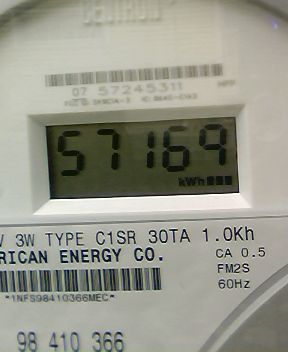 CENTRON
07 57245311
57169
kWh
V 3W TYPE C1SR 30TA 1.0Kh
RICAN ENERGY CO.
CA 0.5
FM2S
*1NFS98410366MEC*
60Hz
98 410 366